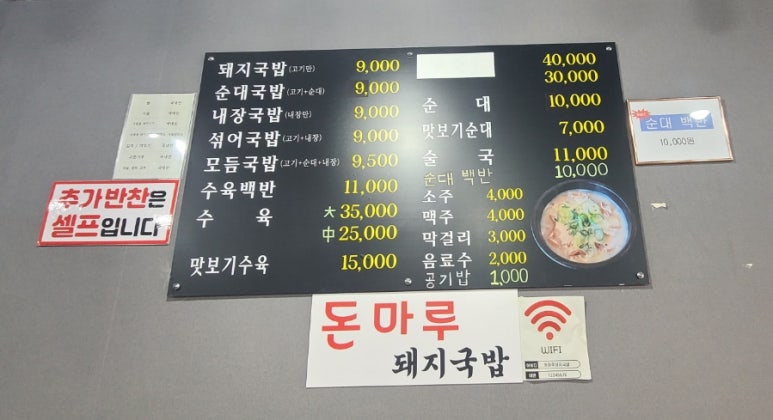 돼지국밥(고기만) 9,000
순대국밥(고기+순대) 9,000
내장국밥(내장만) 9,000
섞어국밥(고기+내장) 9,000
모듬국밥(고기+순대+내장) 9,500
수육백반 11,000
수 육 大 35,000
中 25,000
맛보기수육 15,000
40,000
30,000
순 대 10,000
맛보기순대 7,000
술 국 11,000
순대 백반 10,000
소주 4,000
맥주 4,000
막걸리 3,000
음료수 2,000
공기밥 1,000
추가반찬은
셀프입니다
순대 백반
10,000원
돈마루
돼지국밥
WIFI